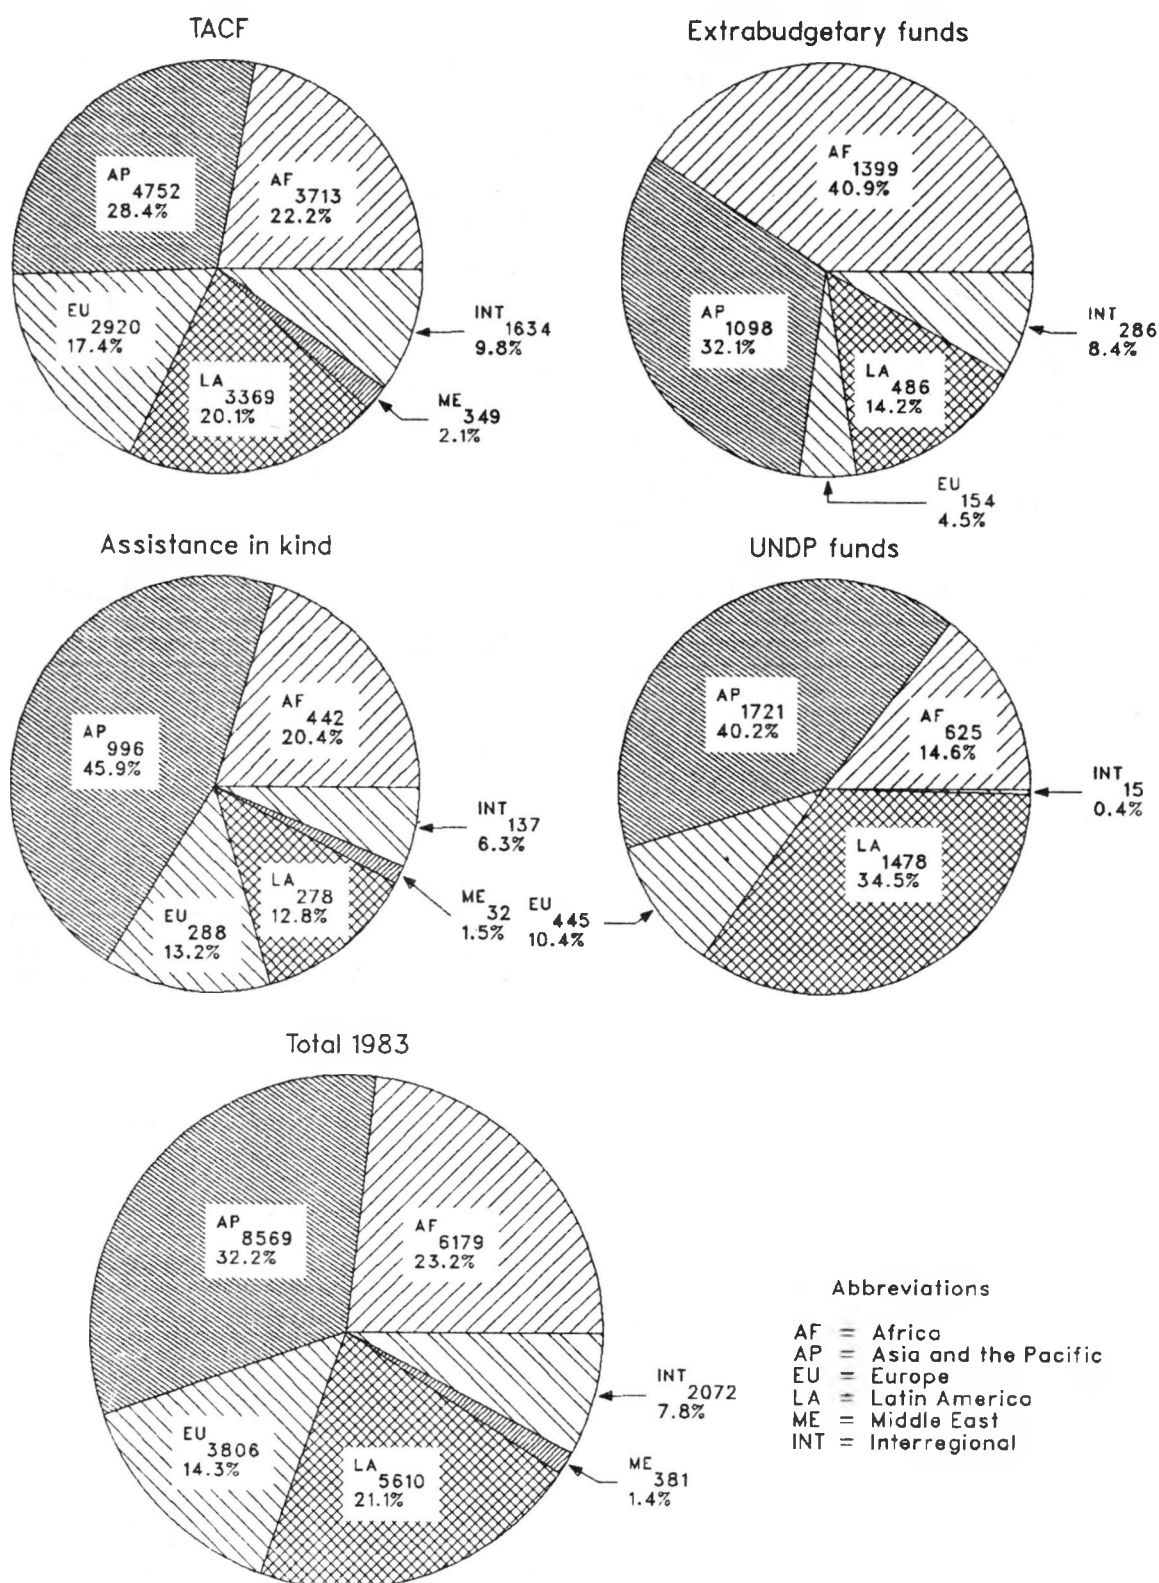 TACF
AP
4752
28.4%
AF
3713
22.2%
EU
2920
17.4%
LA
3369
20.1%
INT
1634
9.8%
ME
349
2.1%
Extrabudgetary funds
AF
1399
40.9%
AP
1098
32.1%
LA
486
14.2%
INT
286
8.4%
EU
154
4.5%
Assistance in kind
AP
996
45.9%
AF
442
20.4%
INT
137
6.3%
LA
278
12.8%
EU
288
13.2%
ME
32
1.5%
UNDP funds
AP
1721
40.2%
AF
625
14.6%
INT
15
0.4%
LA
1478
34.5%
EU
445
10.4%
Total 1983
AP
8569
32.2%
AF
6179
23.2%
INT
2072
7.8%
EU
3806
14.3%
LA
5610
21.1%
ME
381
1.4%
Abbreviations
AF = Africa
AP = Asia and the Pacific
EU = Europe
LA = Latin America
ME = Middle East
INT = Interregional